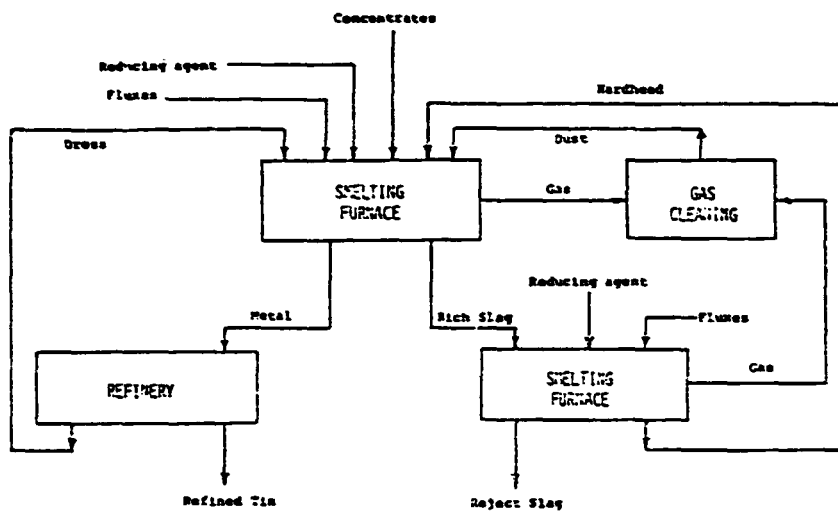 Concentrates
Reducing agent
Hardhead
Fluxes
Dross
Dust
SMELTING
FURNACE
Gas
GAS
CLEANING
Reducing agent
Metal
Rich Slag
Fluxes
REFINERY
SMELTING
FURNACE
Gas
Refined Tin
Reject Slag